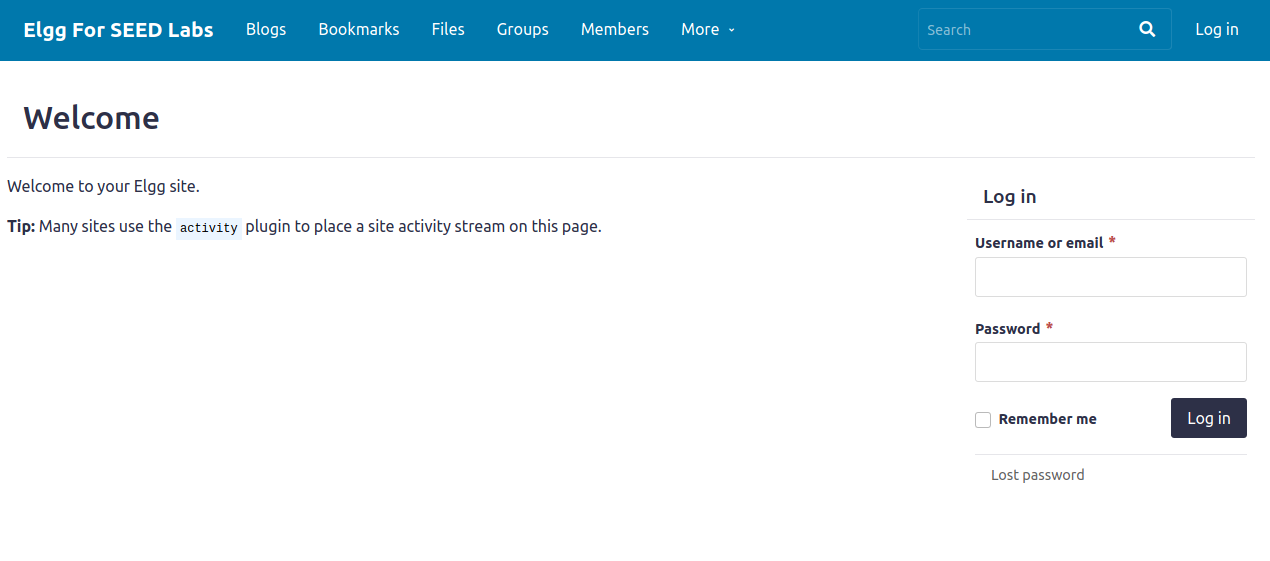 Elgg For SEED Labs Blogs Bookmarks Files Groups Members More Search Log in
Welcome
Welcome to your Elgg site.
Tip: Many sites use the activity plugin to place a site activity stream on this page.
Log in
Username or email *
Password *
Remember me Log in
Lost password